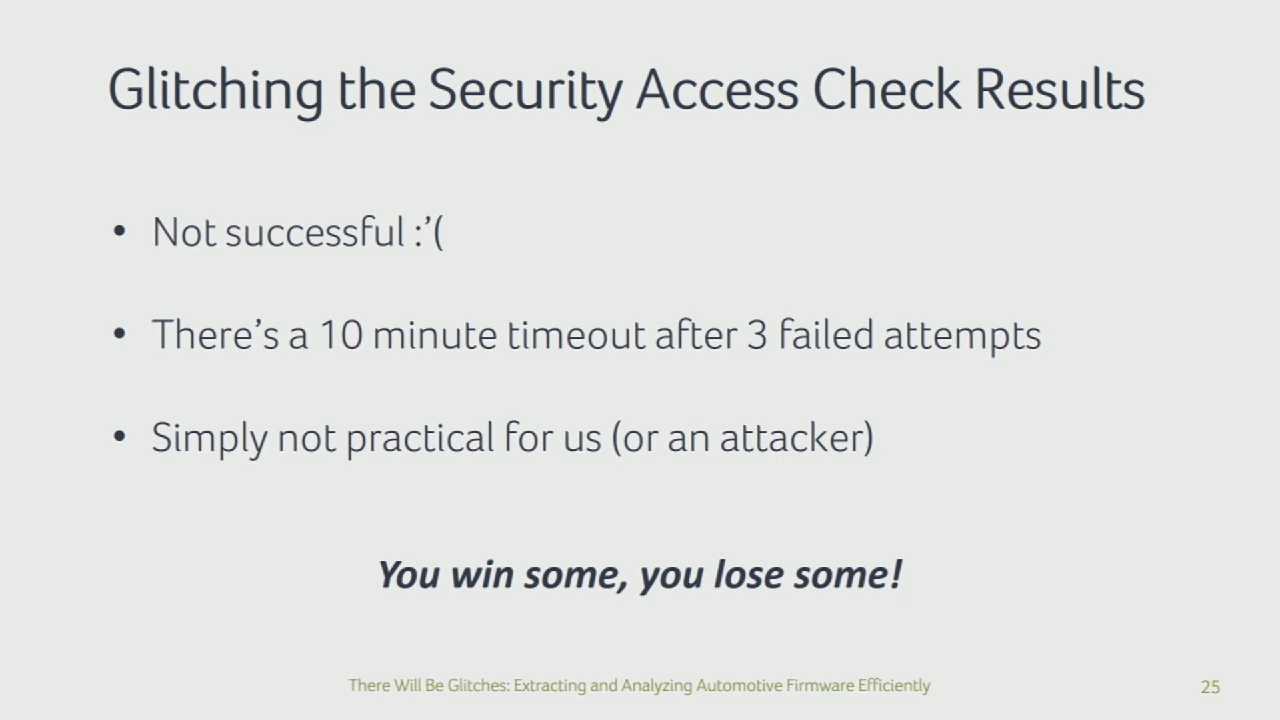 Glitching the Security Access Check Results
• Not successful :’(
• There’s a 10 minute timeout after 3 failed attempts
• Simply not practical for us (or an attacker)
You win some, you lose some!
There Will Be Glitches: Extracting and Analyzing Automotive Firmware Efficiently
25